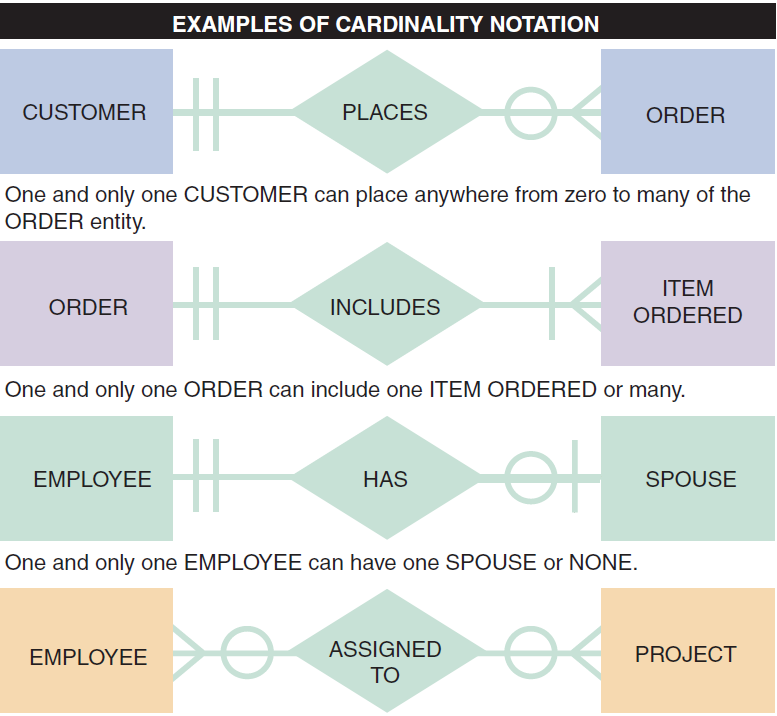 EXAMPLES OF CARDINALITY NOTATION
CUSTOMER
PLACES
ORDER
One and only one CUSTOMER can place anywhere from zero to many of the
ORDER entity.
ORDER
INCLUDES
ITEM
ORDERED
One and only one ORDER can include one ITEM ORDERED or many.
EMPLOYEE
HAS
SPOUSE
One and only one EMPLOYEE can have one SPOUSE or NONE.
EMPLOYEE
ASSIGNED
TO
PROJECT